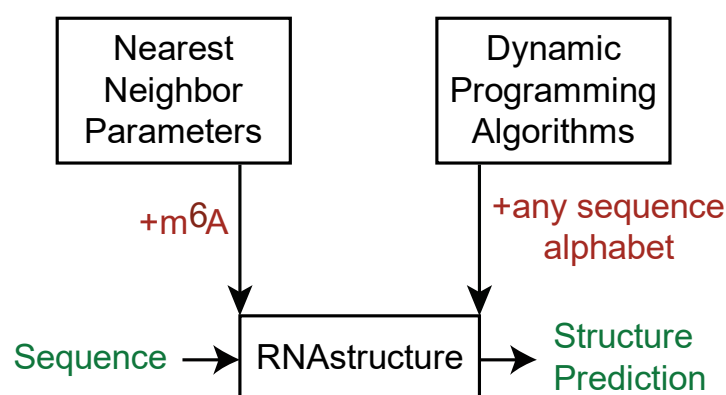 Nearest
Neighbor
Parameters
Dynamic
Programming
Algorithms
+m⁶A
+any sequence
alphabet
Sequence
RNAstructure
Structure
Prediction